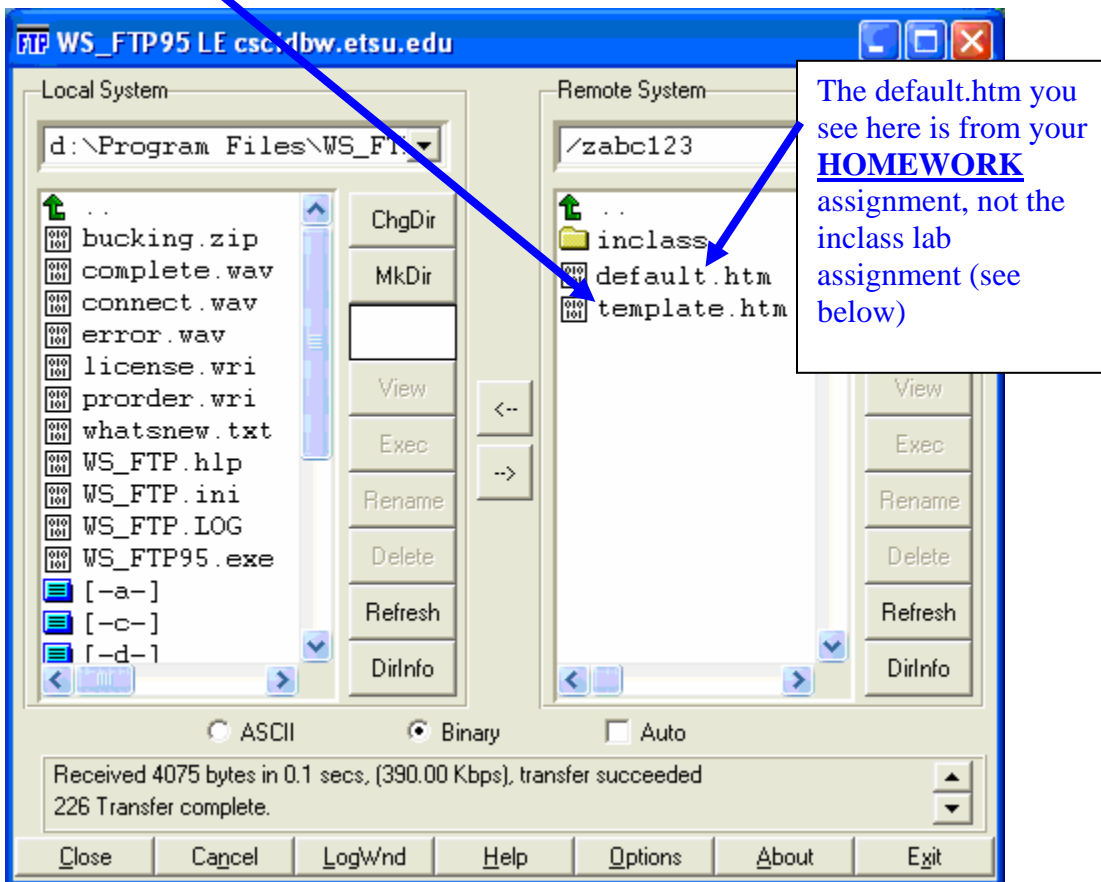 WS_FTP95 LE cscidbw.etsu.edu
Local System
d:\Program Files\WS_FT
..
bucking.zip
complete.wav
connect.wav
error.wav
license.wri
prorder.wri
whatsnew.txt
WS_FTP.hlp
WS_FTP.ini
WS_FTP.LOG
WS_FTP95.exe
[-a-]
[-c-]
[-d-]
ChgDir
MkDir
View
Exec
Rename
Delete
Refresh
DirInfo
<--
-->
Remote System
/zabc123
..
inclass
default.htm
template.htm
The default.htm you
see here is from your
HOMEWORK
assignment, not the
inclass lab
assignment (see
below)
View
Exec
Rename
Delete
Refresh
DirInfo
ASCII
Binary
Auto
Received 4075 bytes in 0.1 secs, (390.00 Kbps), transfer succeeded
226 Transfer complete.
Close
Cancel
LogWnd
Help
Options
About
Exit